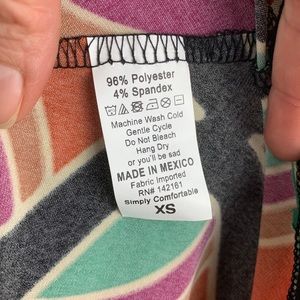 96% Polyester
4% Spandex
Machine Wash Cold
Gentle Cycle
Do Not Bleach
Hang Dry
or you'll be sad
MADE IN MEXICO
Fabric Imported
RN# 142161
Simply Comfortable
XS